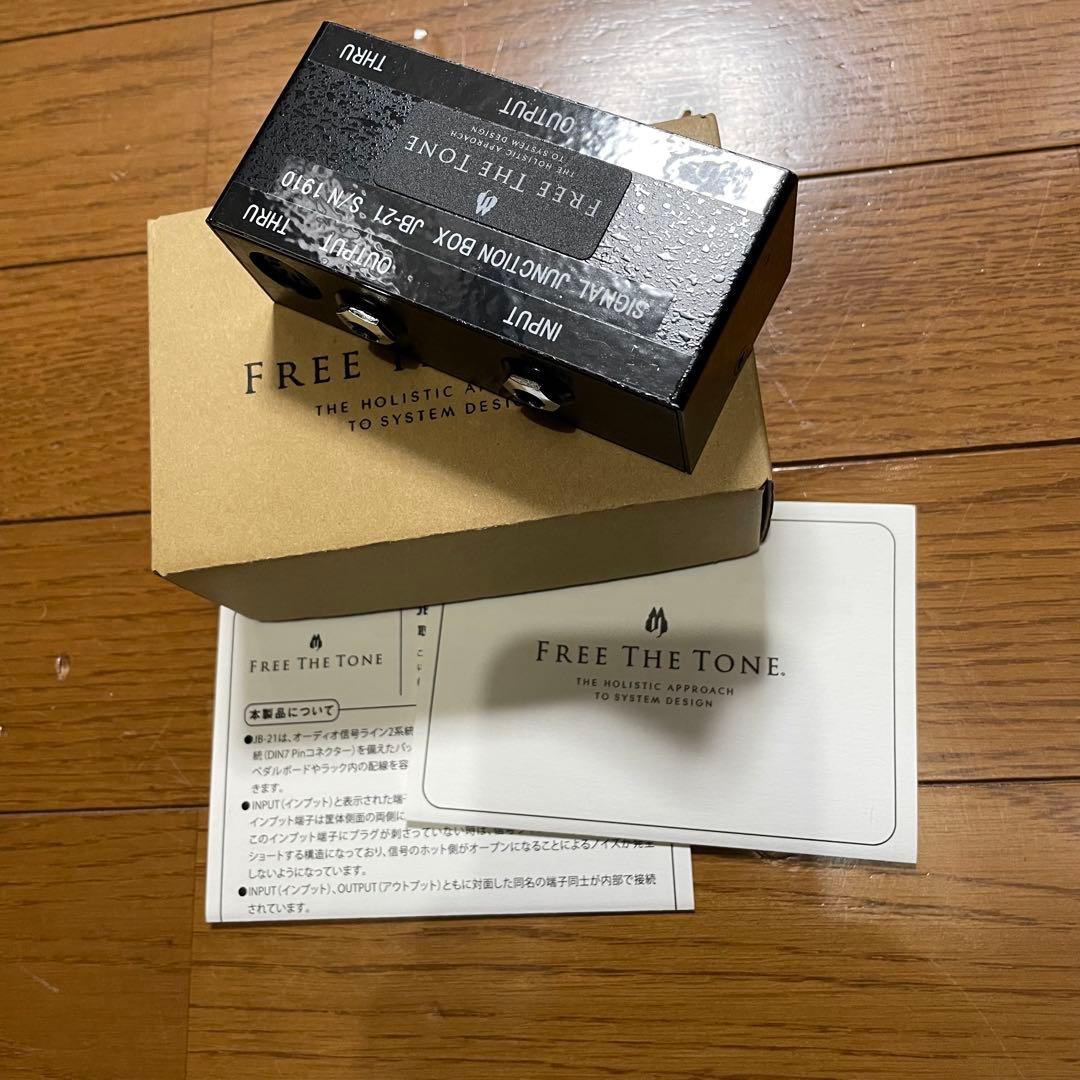 THRU
OUTPUT
FREE THE TONE
THE HOLISTIC APPROACH
TO SYSTEM DESIGN
SIGNAL JUNCTION BOX JB-21 S/N 1910
THRU
OUTPUT
INPUT
FREE
THE HOLISTIC
TO SYSTEM
FREE THE TONE
本製品について
●JB-21は、オーディオ信号ライン2系統
統(DIN7 Pinコネクター)を備えたパッ
ペダルボードやラック内の配線を容
きます。
●INPUT(インプット)と表示された端
インプット端子は筐体側面の両側に
このインプット端子にプラグが刺さっていない時は、信号
ショートする構造になっており、信号のホット側がオープンになることによるノイズが発生
しないようになっています。
●INPUT(インプット)、OUTPUT(アウトプット)ともに対面した同名の端子同士が内部で接続
されています。
FREE THE TONE.
THE HOLISTIC APPROACH
TO SYSTEM DESIGN